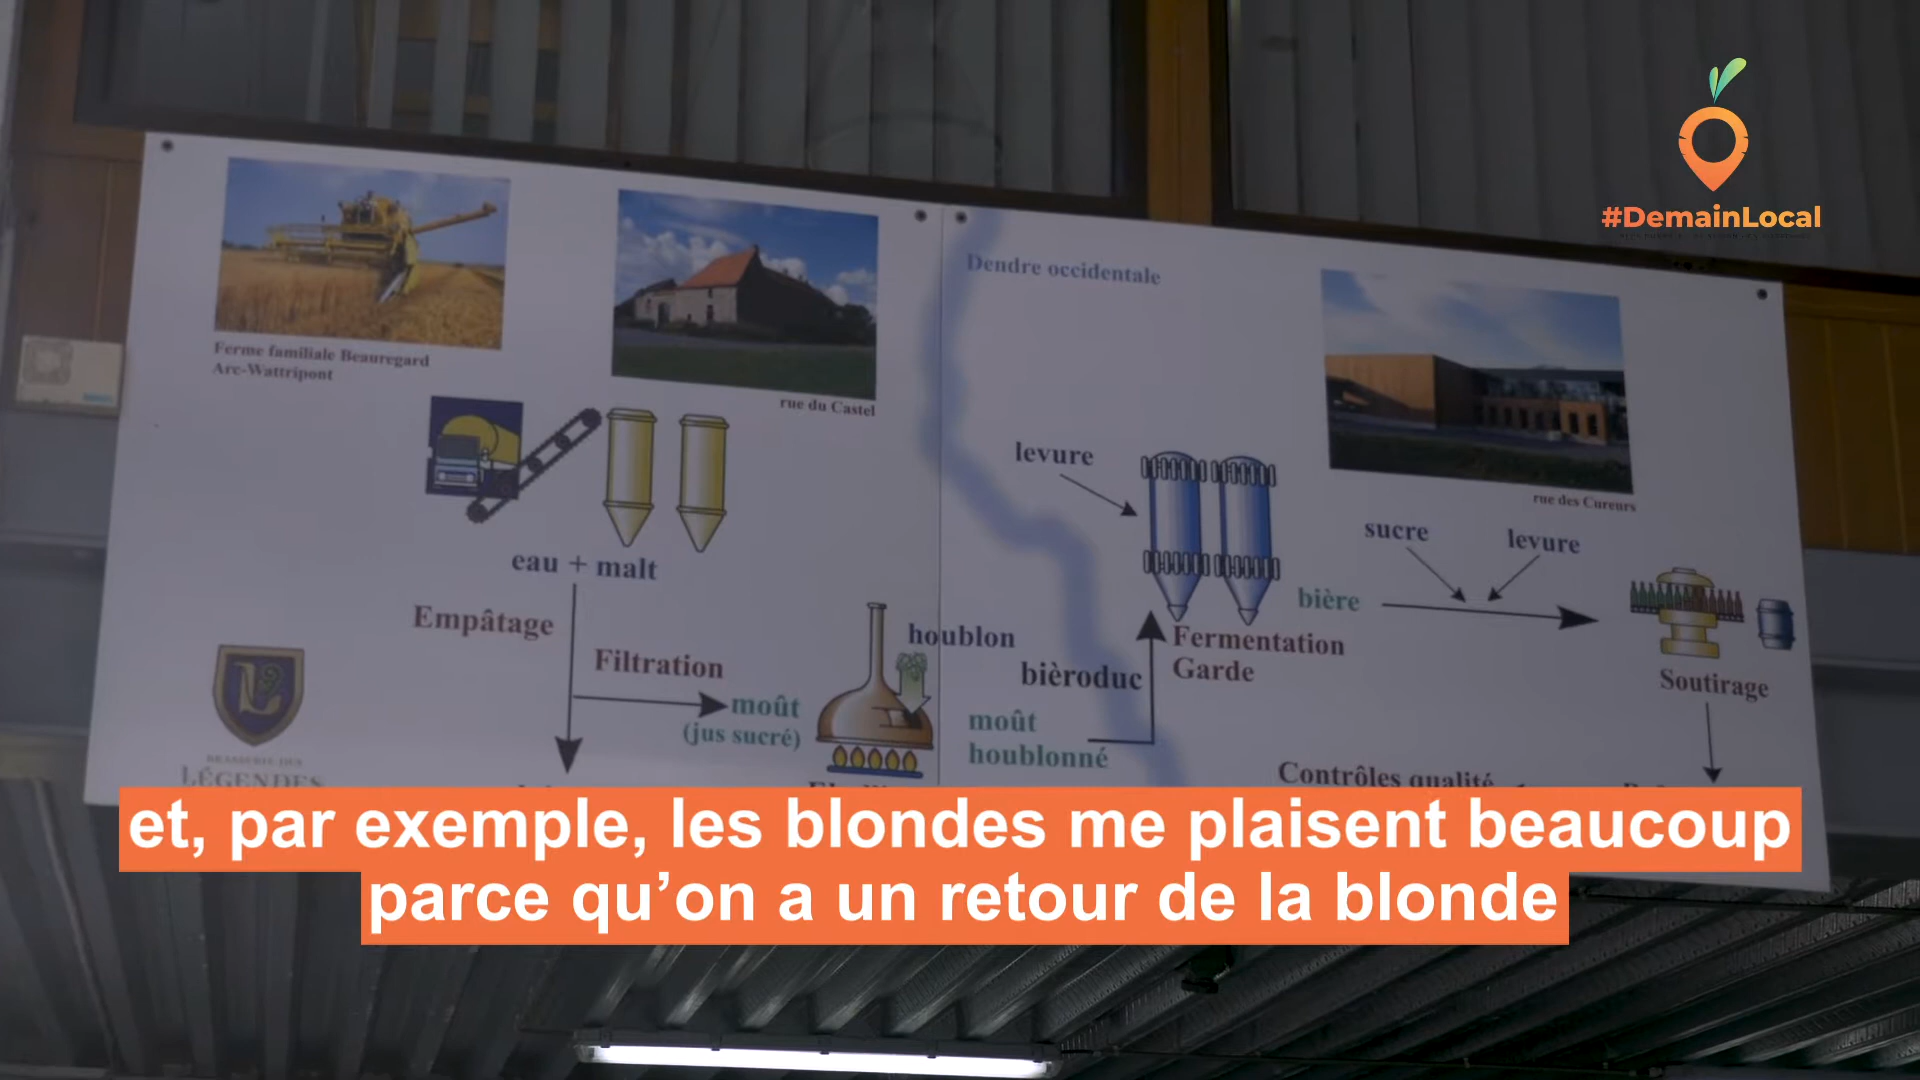 #DemainLocal
Dendre occidentale
Ferme familiale Beauregard
Arc-Wattripont
rue du Castel
rue des Cureurs
levure
sucre
levure
eau + malt
bière
Empâtage
Filtration
houblon
bièroduc
Fermentation
Garde
Soutirage
moût
(jus sucré)
moût
houblonné
BRASSERIE DES
LÉGENDES
Contrôles qualité
et, par exemple, les blondes me plaisent beaucoup
parce qu’on a un retour de la blonde